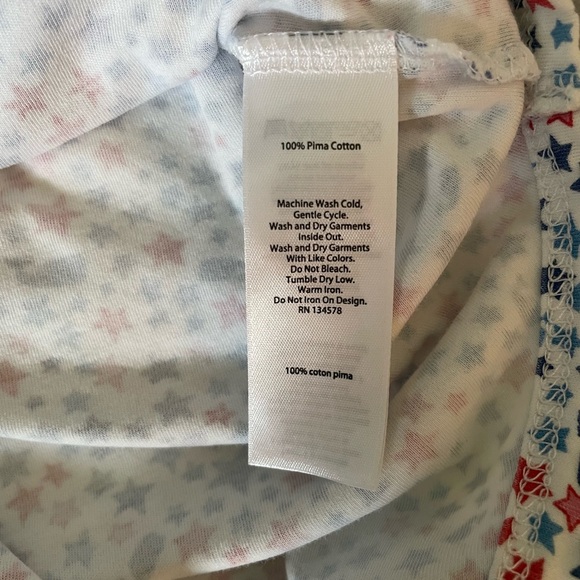 100% Pima Cotton
Machine Wash Cold,
Gentle Cycle.
Wash and Dry Garments
Inside Out.
Wash and Dry Garments
With Like Colors.
Do Not Bleach.
Tumble Dry Low.
Warm Iron.
Do Not Iron On Design.
RN 134578
100% coton pima